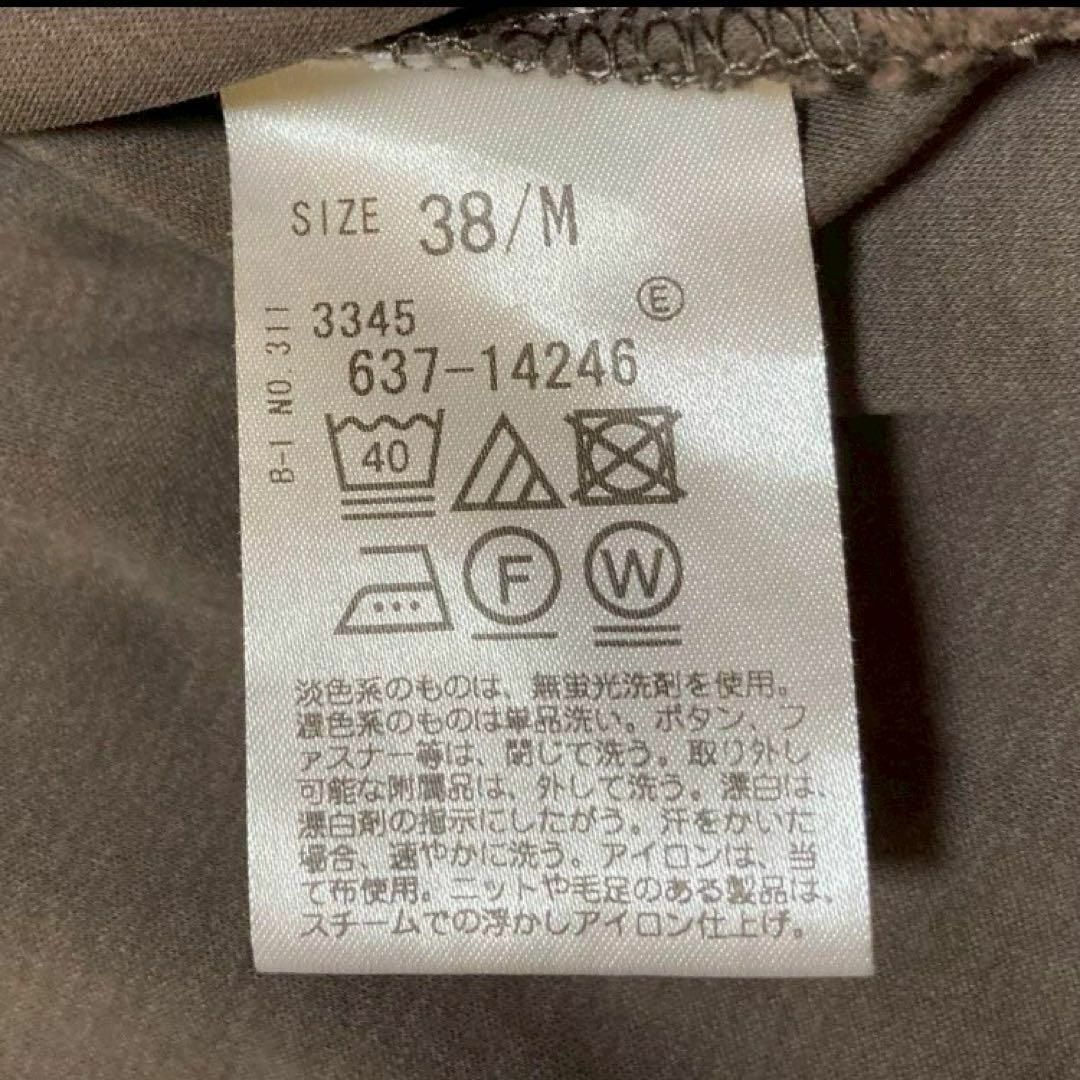 SIZE 38/M
E
B-1 NO.311
3345
637-14246
40
F W
淡色系のものは、無蛍光洗剤を使用。
濃色系のものは単品洗い。ボタン、フ
ァスナー等は、閉じて洗う。取り外し
可能な附属品は、外して洗う。漂白は、
漂白剤の指示にしたがう。汗をかいた
場合、速やかに洗う。アイロンは、当
て布使用。ニットや毛足のある製品は、
スチームでの浮かしアイロン仕上げ。